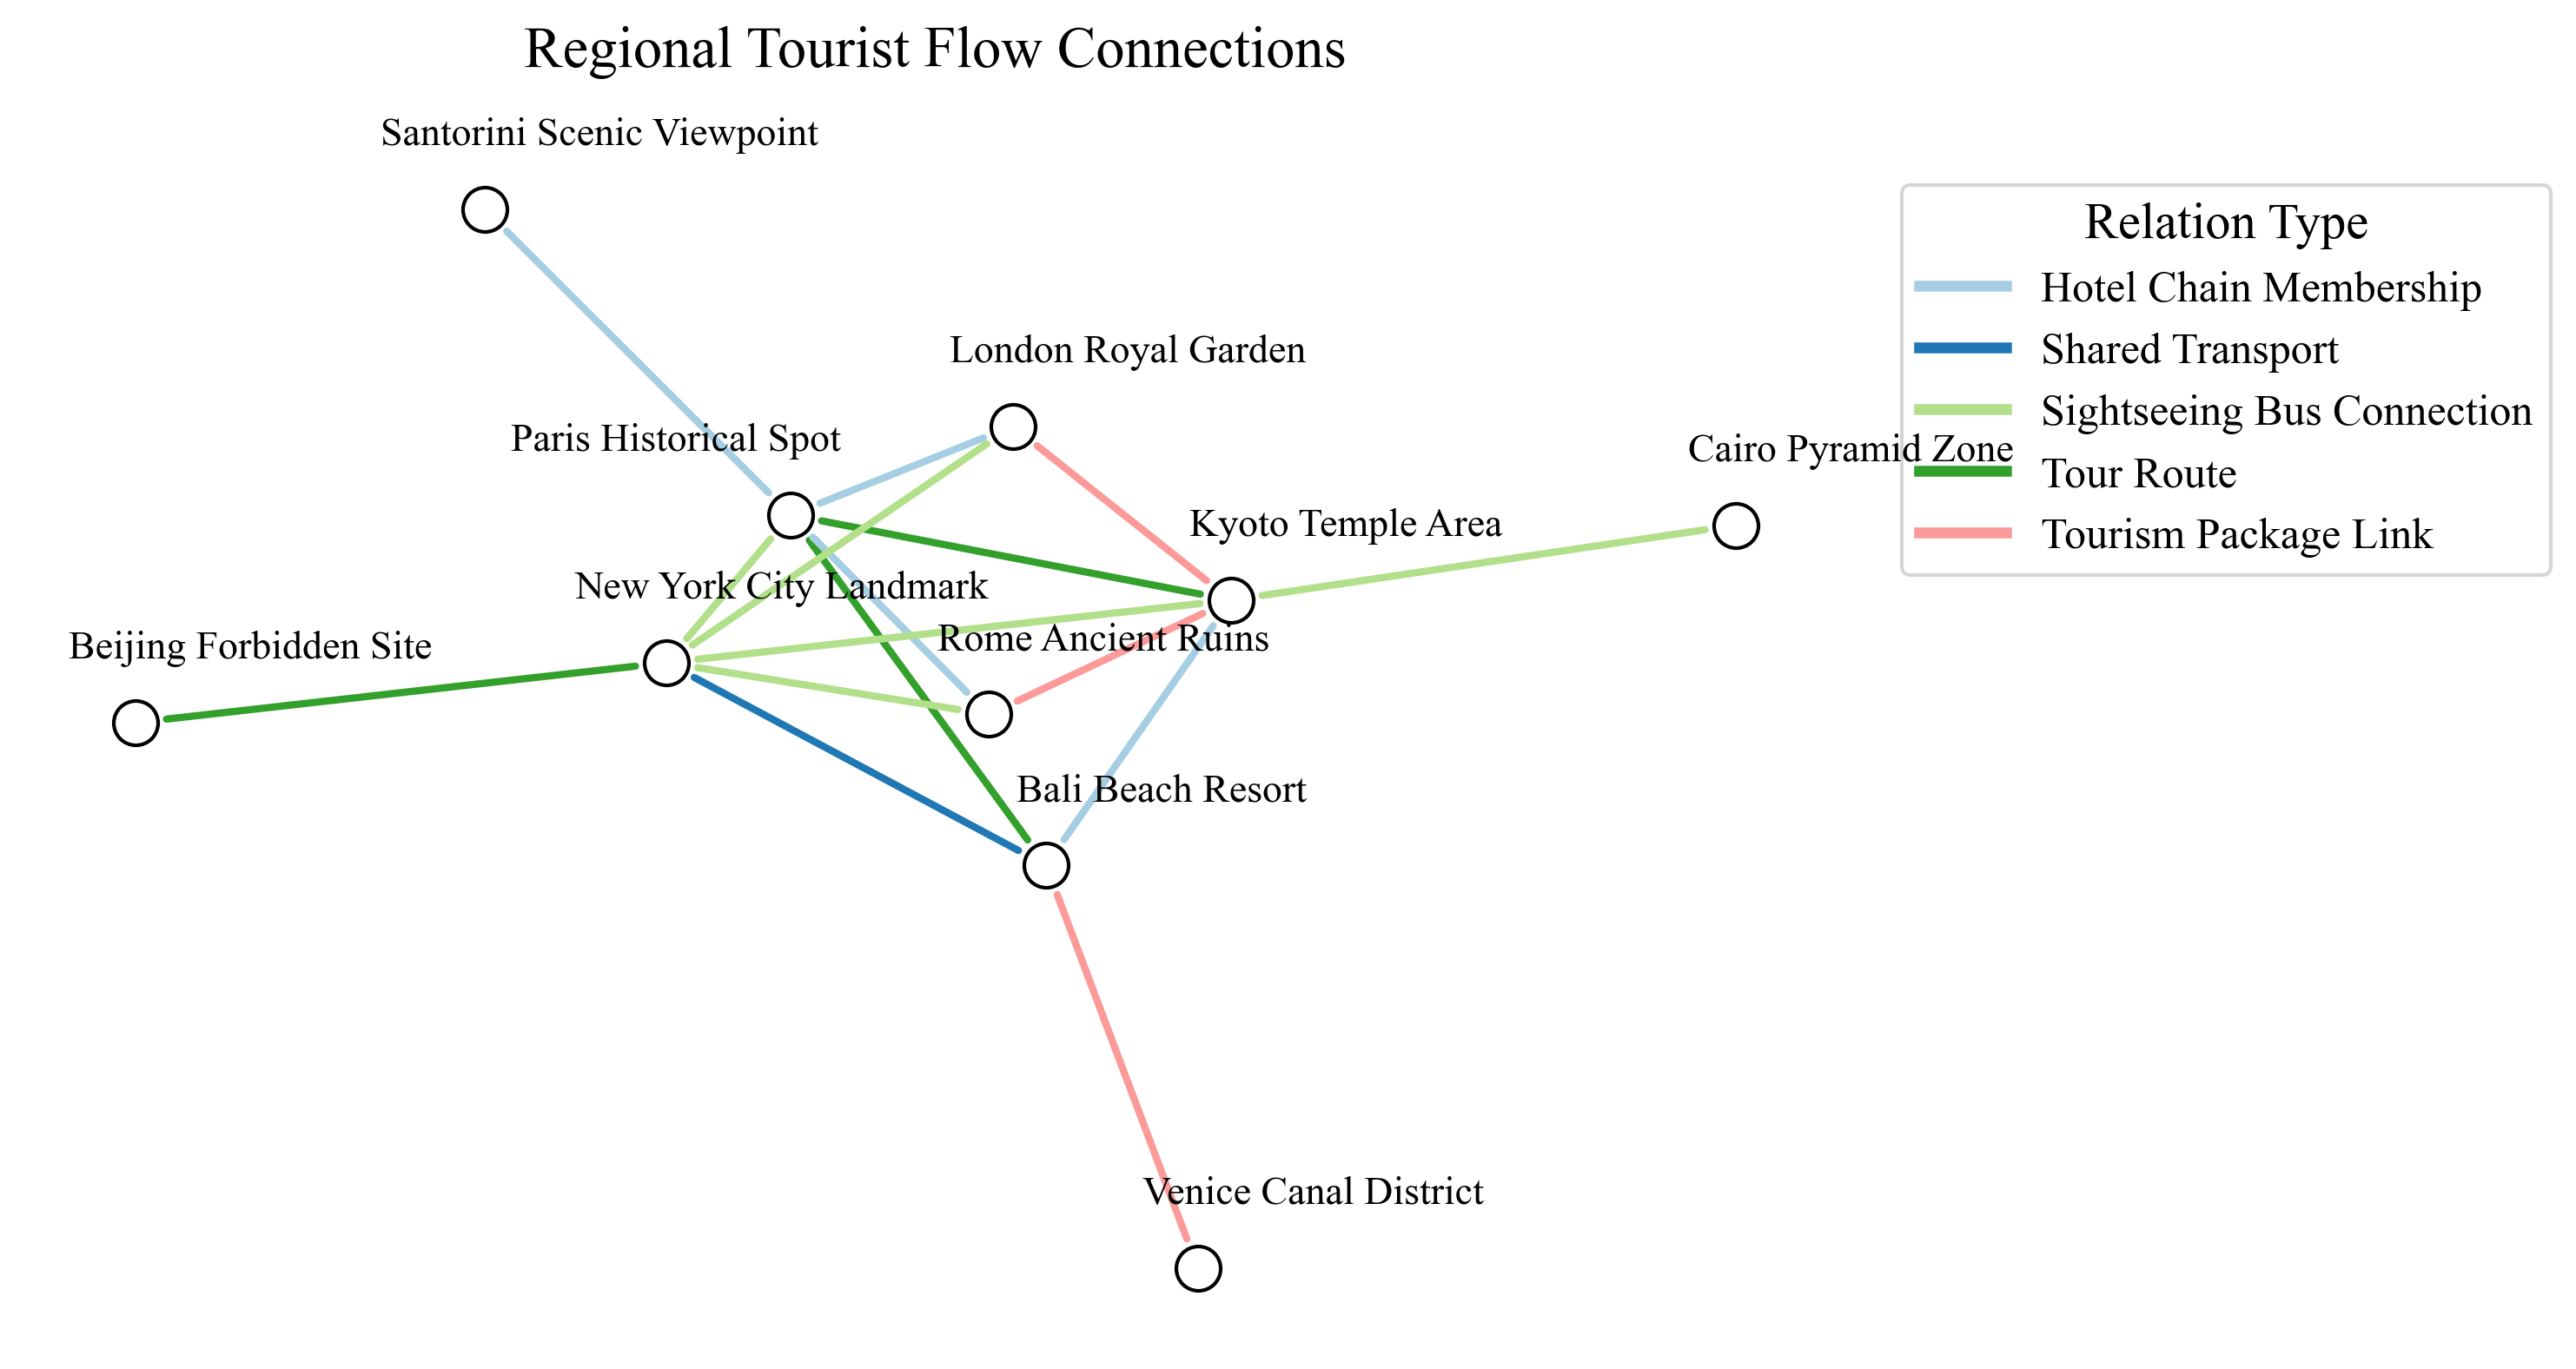 Regional Tourist Flow Connections
Santorini Scenic Viewpoint
London Royal Garden
Paris Historical Spot
Cairo Pyramid Zone
Kyoto Temple Area
New York City Landmark
Rome Ancient Ruins
Beijing Forbidden Site
Bali Beach Resort
Venice Canal District
Relation Type
Hotel Chain Membership
Shared Transport
Sightseeing Bus Connection
Tour Route
Tourism Package Link